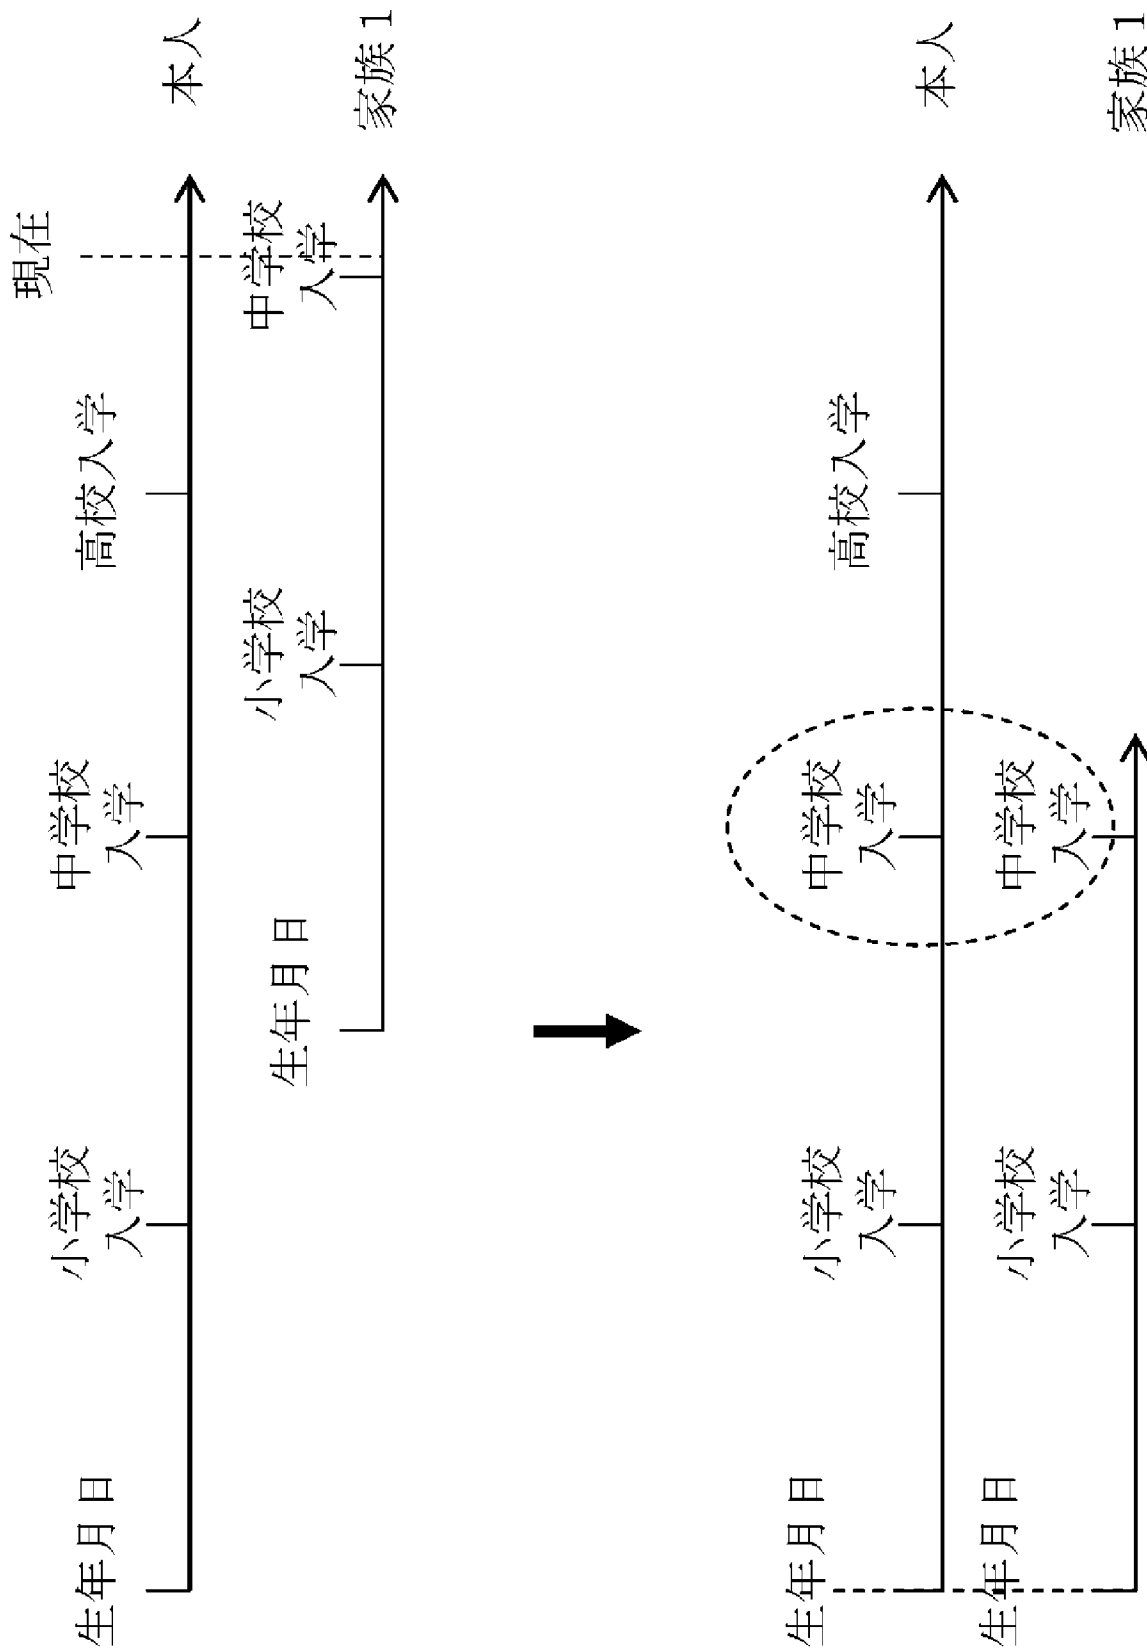 現在
生年月日
小学校
入学
中学校
入学
高校入学
本人
生年月日
小学校
入学
中学校
入学
家族1
生年月日
小学校
入学
中学校
入学
高校入学
本人
生年月日
小学校
入学
中学校
入学
家族1